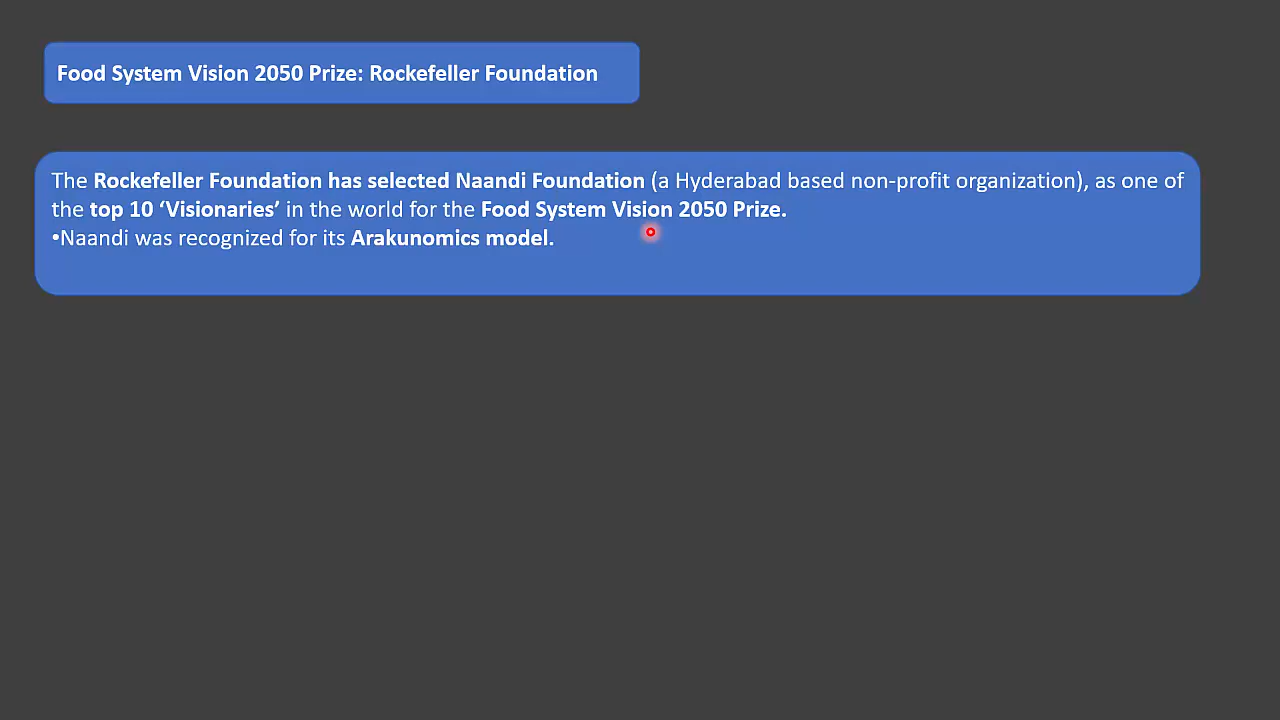 Food System Vision 2050 Prize: Rockefeller Foundation
The Rockefeller Foundation has selected Naandi Foundation (a Hyderabad based non-profit organization), as one of
the top 10 ‘Visionaries’ in the world for the Food System Vision 2050 Prize.
•Naandi was recognized for its Arakunomics model.